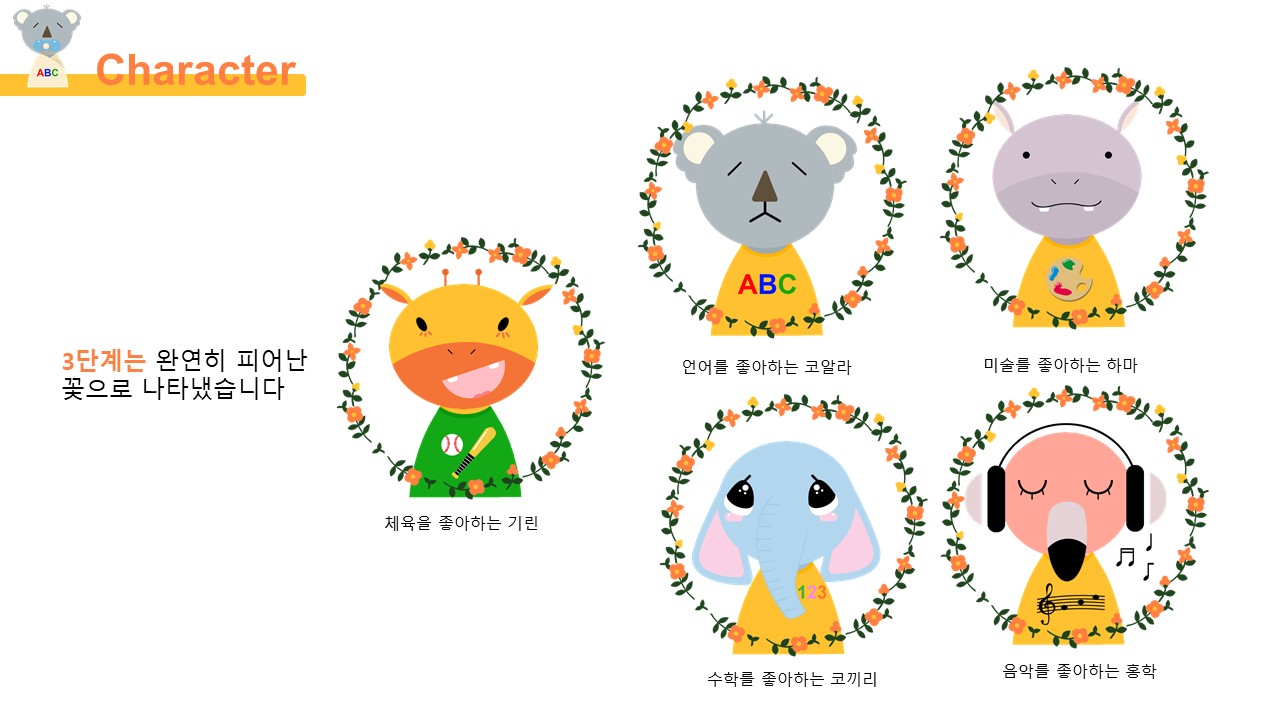 ABC
Character
3단계는 완연히 피어난
꽃으로 나타냈습니다
체육을 좋아하는 기린
ABC
언어를 좋아하는 코알라
미술를 좋아하는 하마
123
수학를 좋아하는 코끼리
음악를 좋아하는 홍학